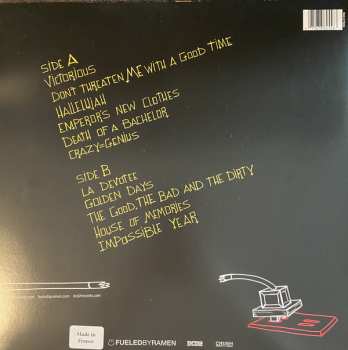 SIDE A
VICTORIOUS
DON'T THREATEN ME WITH A GOOD TIME
HALLELUJAH
EMPEROR'S NEW CLOTHES
DEATH OF A BACHELOR
CRAZY=GENIUS
SIDE B
LA DEVOTEE
GOLDEN DAYS
THE GOOD, THE BAD AND THE DIRTY
HOUSE OF MEMORIES
IMPOSSIBLE YEAR
fueledbyramen.com
Made in
France
FUELEDBYRAMEN